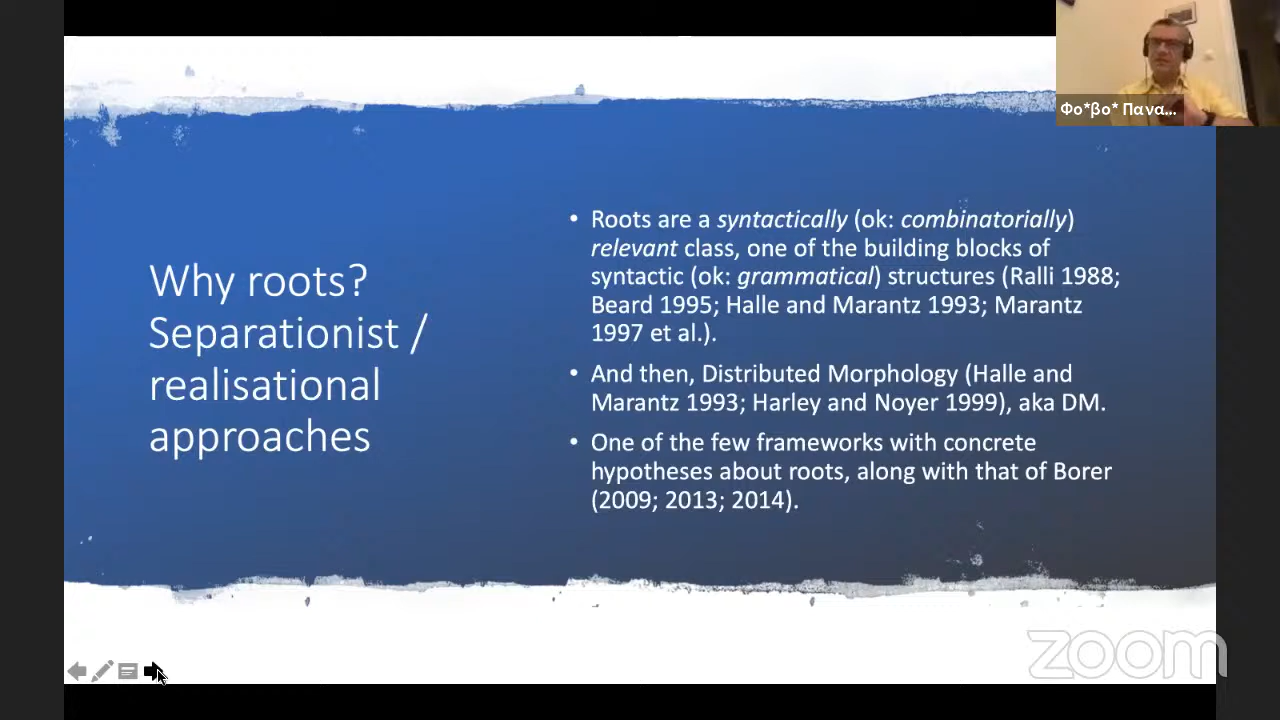 Φο*βο* Πανα...
Why roots?
Separationist /
realisational
approaches
• Roots are a syntactically (ok: combinatorially)
relevant class, one of the building blocks of
syntactic (ok: grammatical) structures (Ralli 1988;
Beard 1995; Halle and Marantz 1993; Marantz
1997 et al.).
• And then, Distributed Morphology (Halle and
Marantz 1993; Harley and Noyer 1999), aka DM.
• One of the few frameworks with concrete
hypotheses about roots, along with that of Borer
(2009; 2013; 2014).
zoom